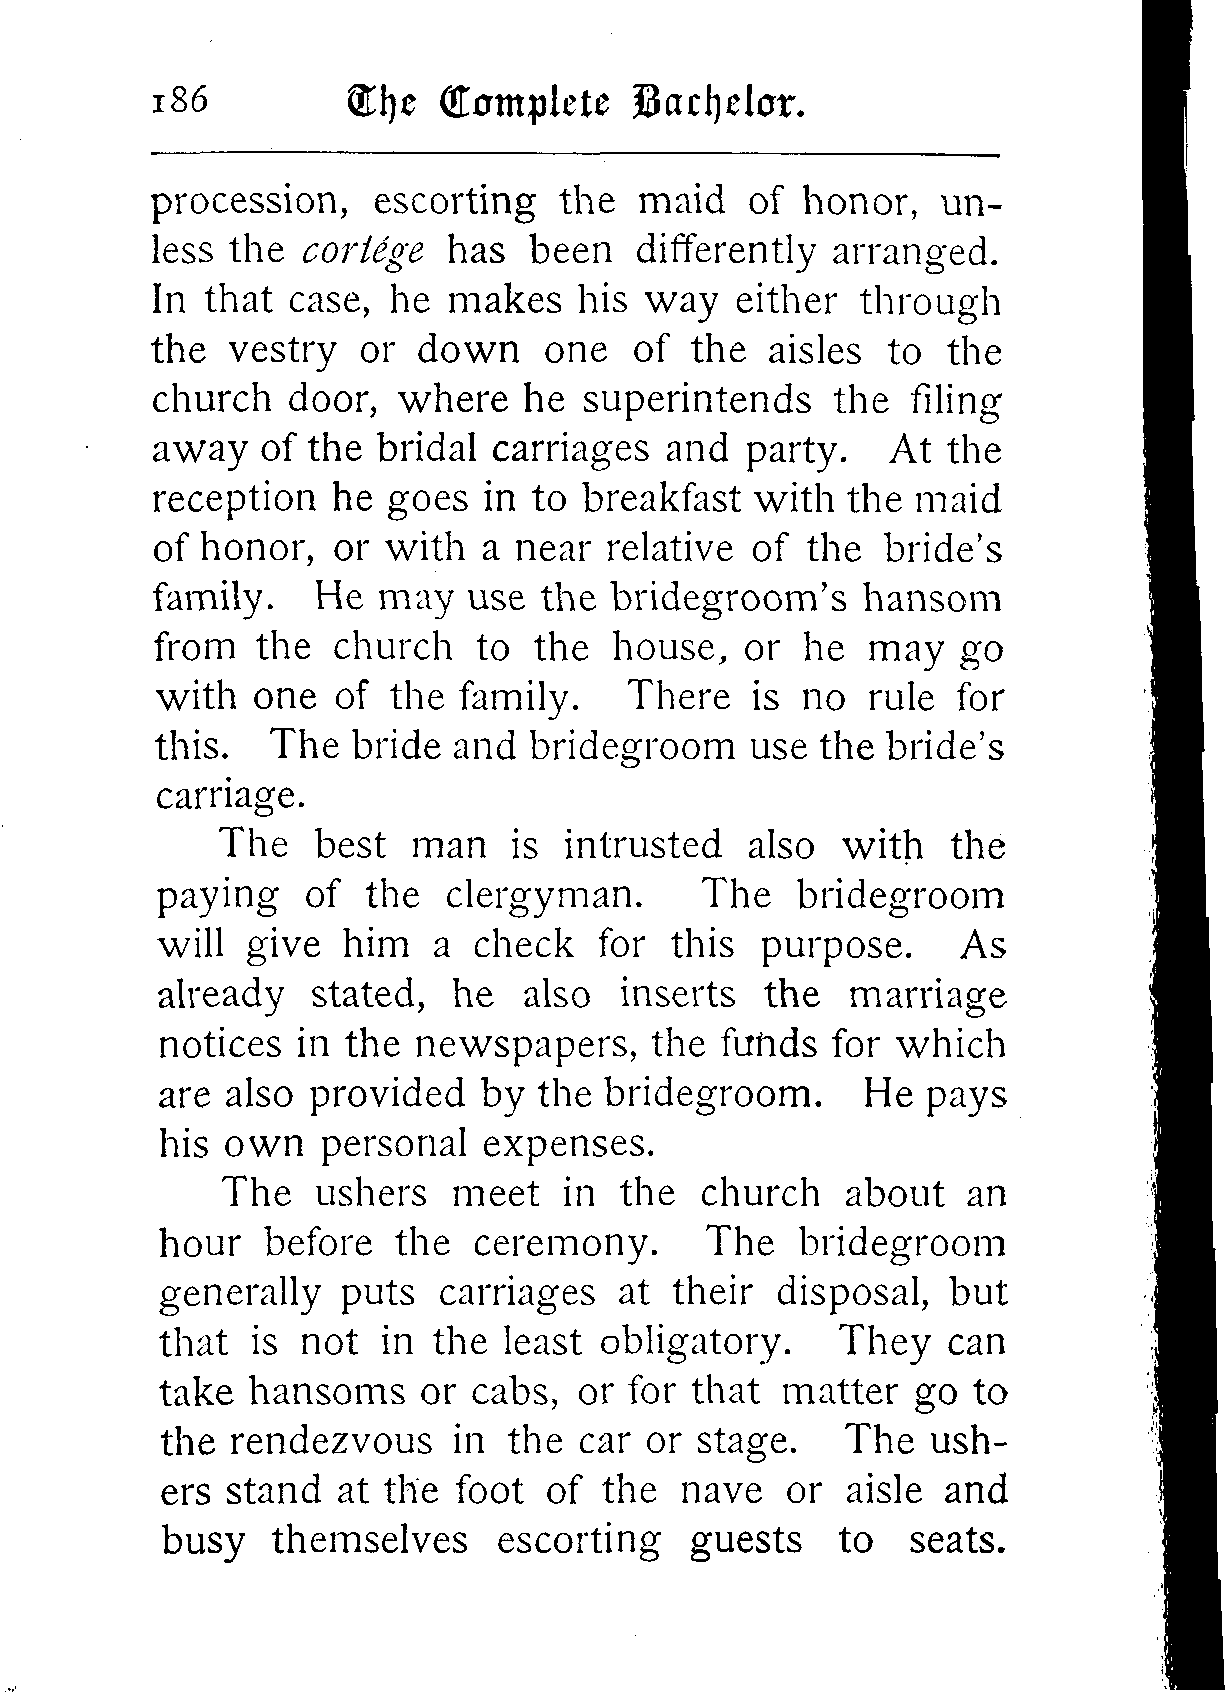 186 The Complete Bachelor.
procession, escorting the maid of honor, un-
less the cortége has been differently arranged.
In that case, he makes his way either through
the vestry or down one of the aisles to the
church door, where he superintends the filing
away of the bridal carriages and party. At the
reception he goes in to breakfast with the maid
of honor, or with a near relative of the bride's
family. He may use the bridegroom's hansom
from the church to the house, or he may go
with one of the family. There is no rule for
this. The bride and bridegroom use the bride's
carriage.
The best man is intrusted also with the
paying of the clergyman. The bridegroom
will give him a check for this purpose. As
already stated, he also inserts the marriage
notices in the newspapers, the funds for which
are also provided by the bridegroom. He pays
his own personal expenses.
The ushers meet in the church about an
hour before the ceremony. The bridegroom
generally puts carriages at their disposal, but
that is not in the least obligatory. They can
take hansoms or cabs, or for that matter go to
the rendezvous in the car or stage. The ush-
ers stand at the foot of the nave or aisle and
busy themselves escorting guests to seats.